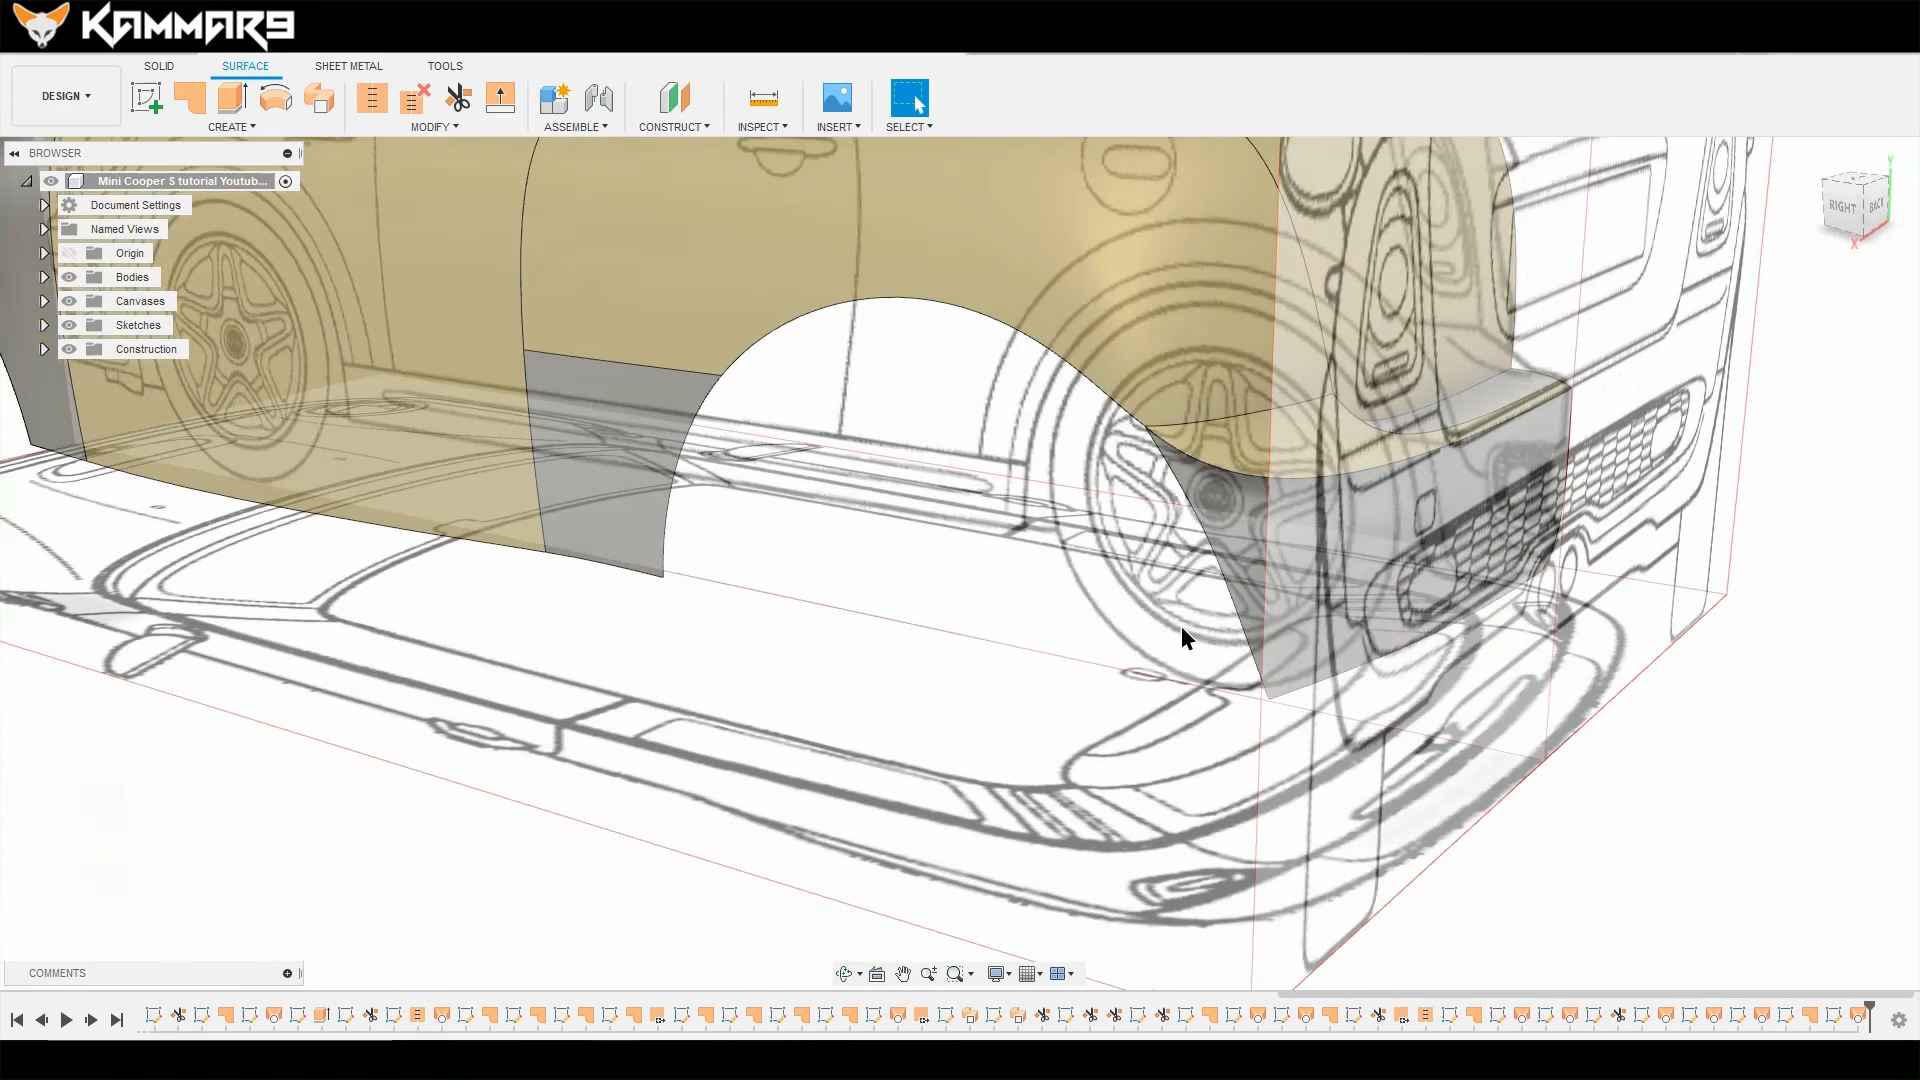 KAMMAR9
SOLID SURFACE SHEET METAL TOOLS
DESIGN
CREATE MODIFY ASSEMBLE CONSTRUCT INSPECT INSERT SELECT
BROWSER
Mini Cooper S tutorial Youtub...
Document Settings
Named Views
Origin
Bodies
Canvases
Sketches
Construction
Y
RIGHT BACK
X
COMMENTS